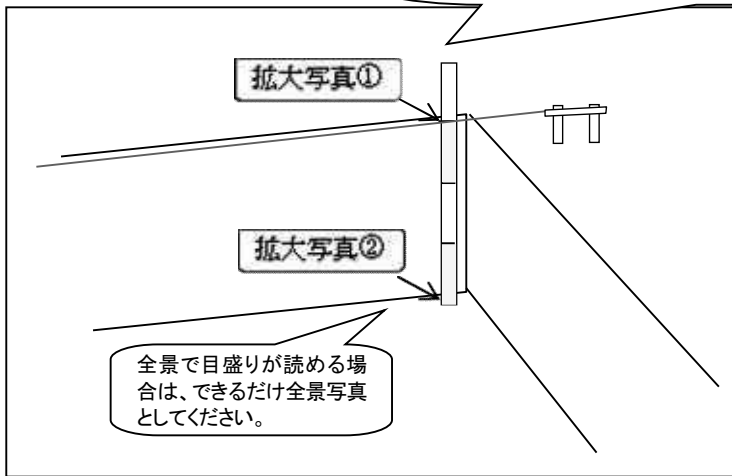 拡大写真①
拡大写真②
全景で目盛りが読める場
合は、できるだけ全景写真
としてください。